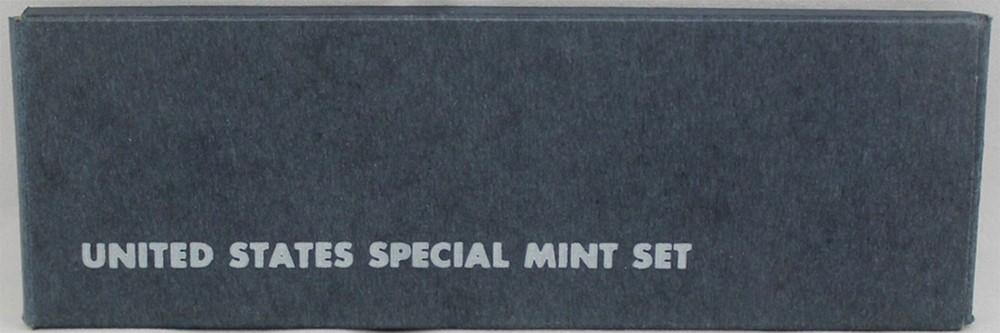 UNITED STATES SPECIAL MINT SET